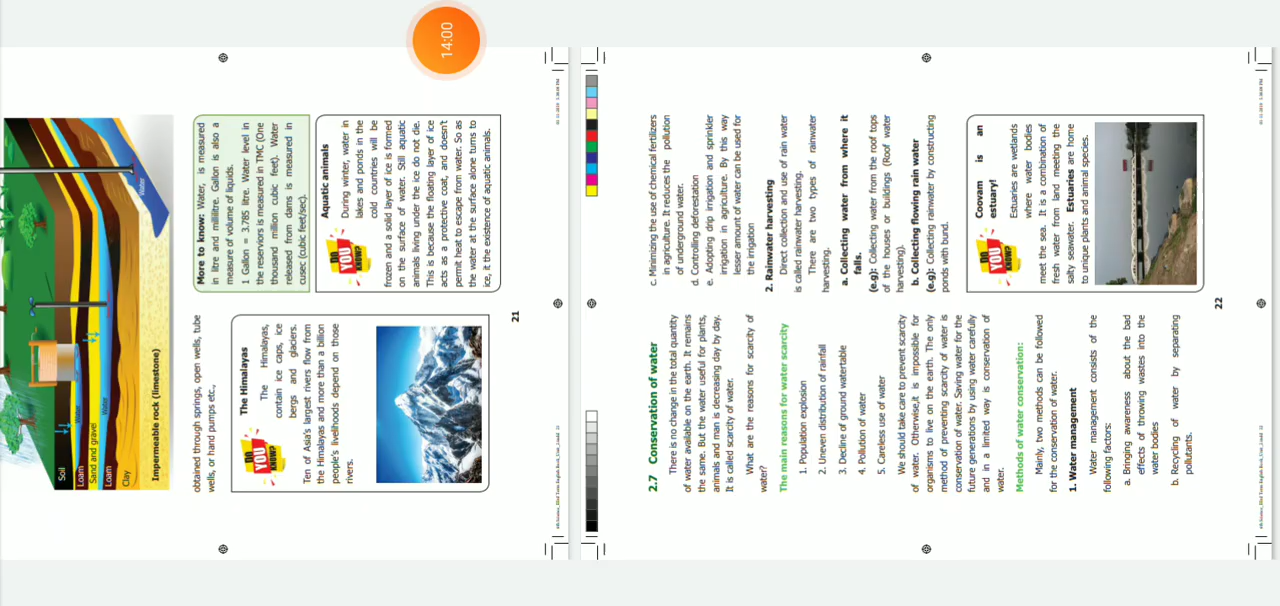 14:00
Soil
Loam
Water
Sand and gravel
Loam
Water
Clay
Water
Impermeable rock (limestone)
obtained through springs, open wells, tube
wells, or hand pumps etc.,
DO
YOU
KNOW?
The Himalayas
The Himalayas,
contain ice caps, ice
bergs and glaciers.
Ten of Asia's largest rivers flow from
the Himalayas and more than a billion
people's livelihoods depend on those
rivers.
More to know: Water, is measured
in litre and millilitre. Gallon is also a
measure of volume of liquids.
1 Gallon = 3.785 litre. Water level in
the reserviors is measured in TMC (One
thousand million cubic feet). Water
released from dams is measured in
cusec (cubic feet/sec).
DO
YOU
KNOW?
Aquatic animals
During winter, water in
lakes and ponds in the
cold countries will be
frozen and a solid layer of ice is formed
on the surface of water. Still aquatic
animals living under the ice do not die.
This is because the floating layer of ice
acts as a protective coat, and doesn't
permit heat to escape from water. So as
the water at the surface alone turns to
ice, it the existence of aquatic animals.
21
2.7 Conservation of water
There is no change in the total quantity
of water available on the earth. It remains
the same. But the water useful for plants,
animals and man is decreasing day by day.
It is called scarcity of water.
What are the reasons for scarcity of
water?
The main reasons for water scarcity
1. Population explosion
2. Uneven distribution of rainfall
3. Decline of ground watertable
4. Pollution of water
5. Careless use of water
We should take care to prevent scarcity
of water. Otherwise,it is impossible for
organisms to live on the earth. The only
method of preventing scarcity of water is
conservation of water. Saving water for the
future generations by using water carefully
and in a limited way is conservation of
water.
Methods of water conservation:
Mainly, two methods can be followed
for the conservation of water.
1. Water management
Water management consists of the
following factors:
a. Bringing awareness about the bad
effects of throwing wastes into the
water bodies
b. Recycling of water by separating
pollutants.
c. Minimizing the use of chemical fertilizers
in agriculture. It reduces the pollution
of underground water.
d. Controlling deforestation
e. Adopting drip irrigation and sprinkler
irrigation in agriculture. By this way
lesser amount of water can be used for
the irrigation
2. Rainwater harvesting
Direct collection and use of rain water
is called rainwater harvesting.
There are two types of rainwater
harvesting.
a. Collecting water from where it
falls.
(e.g): Collecting water from the roof tops
of the houses or buildings (Roof water
harvesting).
b. Collecting flowing rain water
(e.g): Collecting rainwater by constructing
ponds with bund.
DO
YOU
KNOW?
Coovam is an
estuary!
Estuaries are wetlands
where water bodies
meet the sea. It is a combination of
fresh water from land meeting the
salty seawater. Estuaries are home
to unique plants and animal species.
22